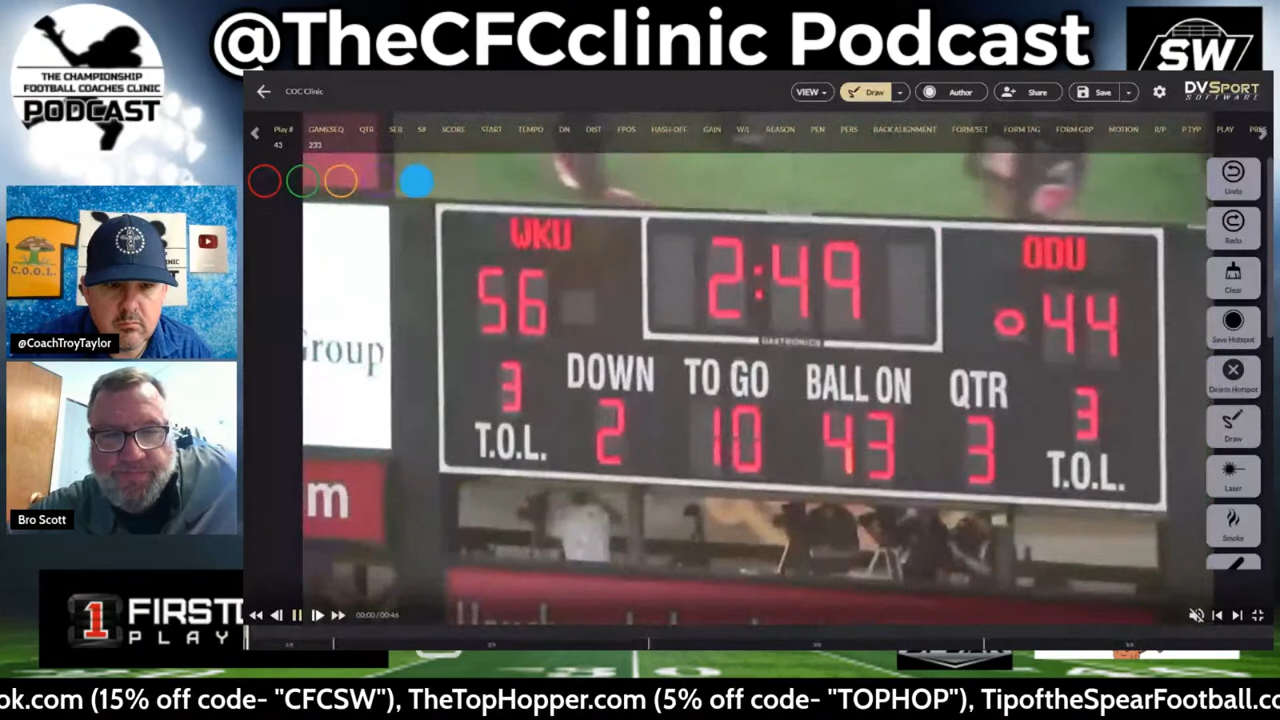 @TheCFCclinic Podcast
THE CHAMPIONSHIP
FOOTBALL COACHES CLINIC
PODCAST
SW
COC Clinic
VIEW
Draw
Author
Share
Save
DVSPORT
SOFTWARE
Play # GAMESEQ QTR SER S# SCORE START TEMPO DN DIST FPOS HASH-OFF GAIN W/L REASON PEN PERS BACK ALIGNMENT FORM/SET FORM TAG FORM GRP MOTION R/P P TYP PLAY
43 233
Undo
Redo
Clear
Save Hotspot
Delete Hotspot
Draw
Laser
Smoke
WKU
56
2:49
ODU
44
DAKTRONICS
DOWN TO GO BALL ON QTR
3 2 10 43 3 3
T.O.L. T.O.L.
Group
m
C.O.O.L.
@CoachTroyTaylor
Bro Scott
00:00 / 00:46
1 FIRST
PLAY
ok.com (15% off code- "CFCSW"), TheTopHopper.com (5% off code- "TOPHOP"), TipoftheSpearFootball.co